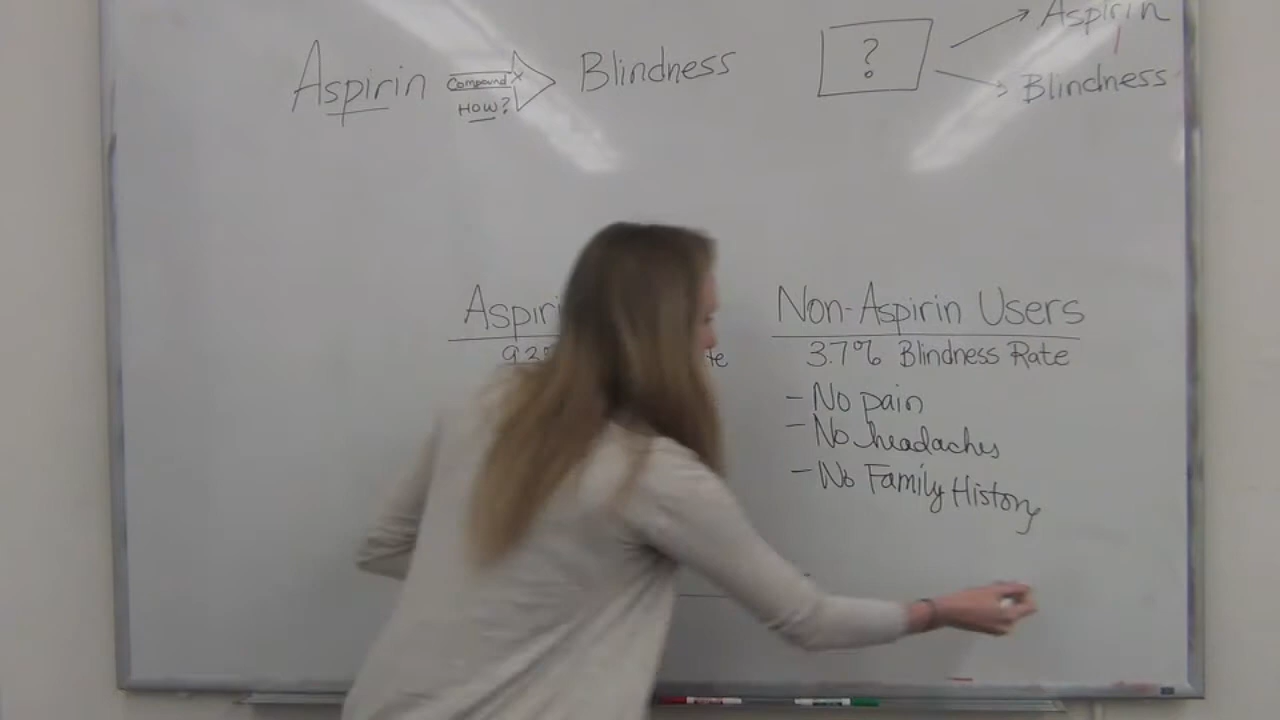 Aspirin Compound X Blindness
HOW?
?
Aspirin
Blindness
Non-Aspirin Users
3.7% Blindness Rate
- No pain
- No headaches
- No Family History